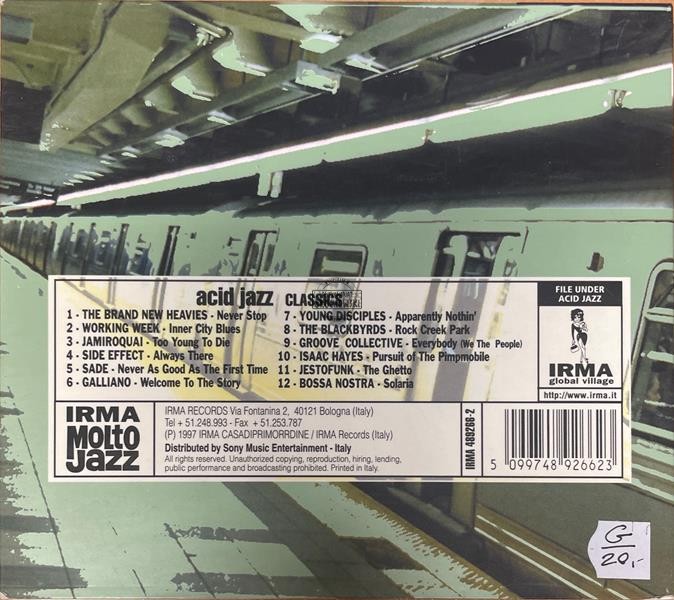 acid jazz CLASSICS
1 - THE BRAND NEW HEAVIES - Never Stop
2 - WORKING WEEK - Inner City Blues
3 - JAMIROQUAI - Too Young To Die
4 - SIDE EFFECT - Always There
5 - SADE - Never As Good As The First Time
6 - GALLIANO - Welcome To The Story
7 - YOUNG DISCIPLES - Apparently Nothin'
8 - THE BLACKBYRDS - Rock Creek Park
9 - GROOVE COLLECTIVE - Everybody (We The People)
10 - ISAAC HAYES - Pursuit of The Pimpmobile
11 - JESTOFUNK - The Ghetto
12 - BOSSA NOSTRA - Solaria
FILE UNDER
ACID JAZZ
IRMA
global village
http://www.irma.it
IRMA
MOLTO
JAZZ
IRMA RECORDS Via Fontanina 2, 40121 Bologna (Italy)
Tel + 51.248.993 - Fax + 51.253.787
(P) 1997 IRMA CASADIPRIMORRDINE / IRMA Records (Italy)
Distributed by Sony Music Entertainment - Italy
All rights reserved. Unauthorized copying, reproduction, hiring, lending,
public performance and broadcasting prohibited. Printed in Italy.
IRMA 489266-2
5 099748 926623
G
20,-